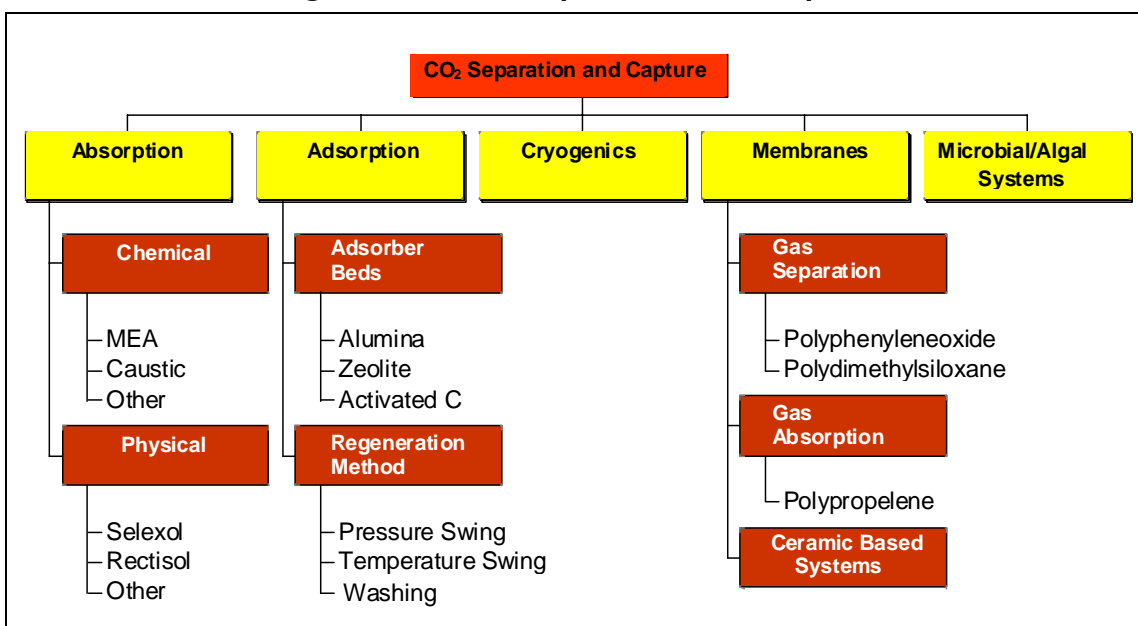 CO₂ Separation and Capture
Absorption
Adsorption
Cryogenics
Membranes
Microbial/Algal
Systems
Chemical
MEA
Caustic
Other
Physical
Selexol
Rectisol
Other
Adsorber
Beds
Alumina
Zeolite
Activated C
Regeneration
Method
Pressure Swing
Temperature Swing
Washing
Gas
Separation
Polyphenyleneoxide
Polydimethylsiloxane
Gas
Absorption
Polypropelene
Ceramic Based
Systems